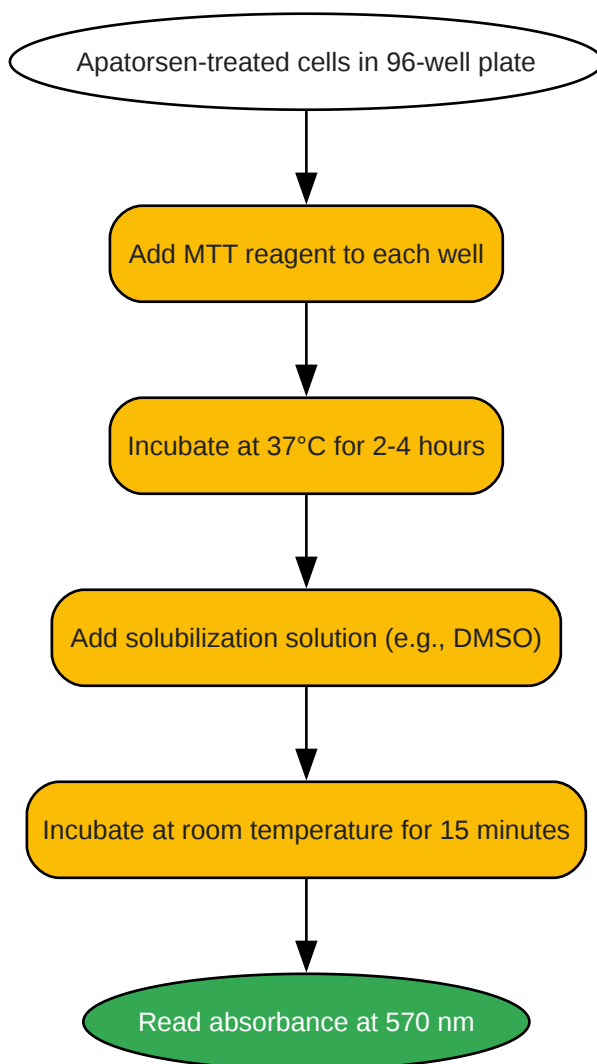 Apatorsen-treated cells in 96-well plate
Add MTT reagent to each well
Incubate at 37°C for 2-4 hours
Add solubilization solution (e.g., DMSO)
Incubate at room temperature for 15 minutes
Read absorbance at 570 nm